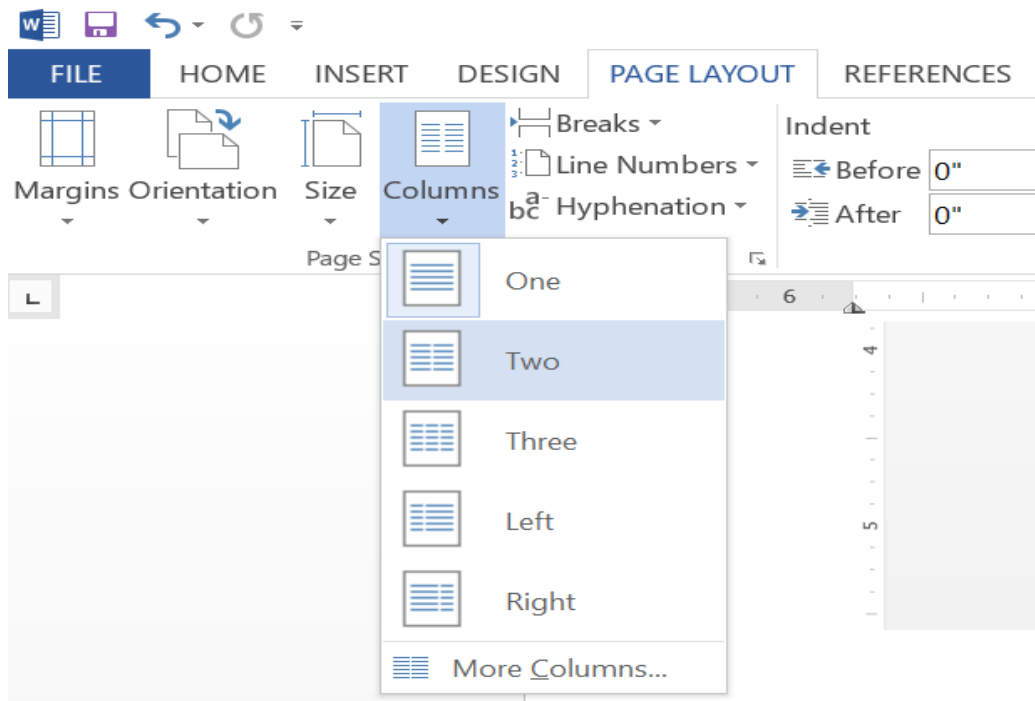 FILE HOME INSERT DESIGN PAGE LAYOUT REFERENCES
Margins Orientation Size Columns
Breaks
Line Numbers
Hyphenation
Indent
Before 0"
After 0"
Page S
One
Two
Three
Left
Right
More Columns...
6
4
5